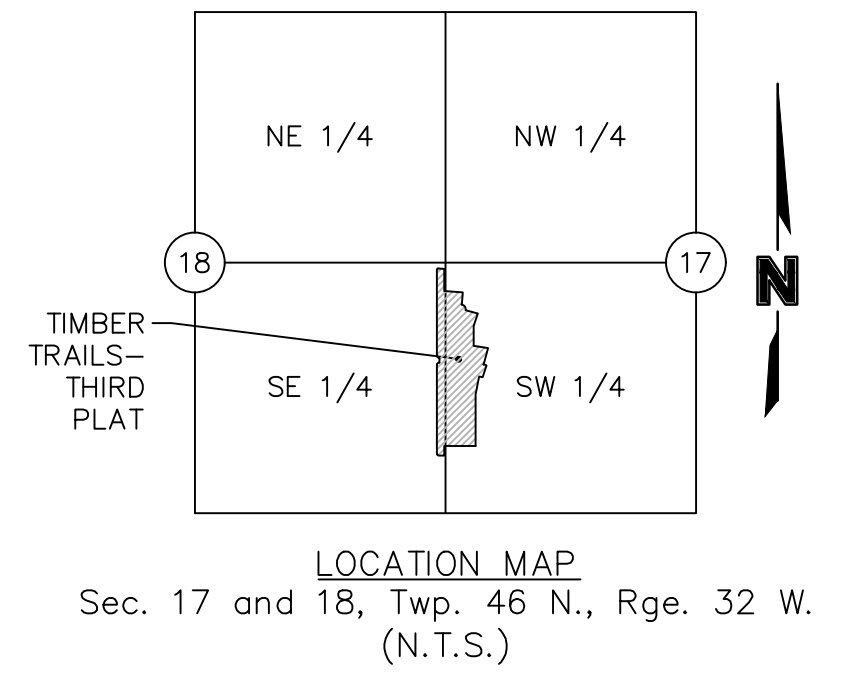 NE 1/4
NW 1/4
18
17
N
TIMBER
TRAILS-
THIRD
PLAT
SE 1/4
SW 1/4
LOCATION MAP
Sec. 17 and 18, Twp. 46 N., Rge. 32 W.
(N.T.S.)